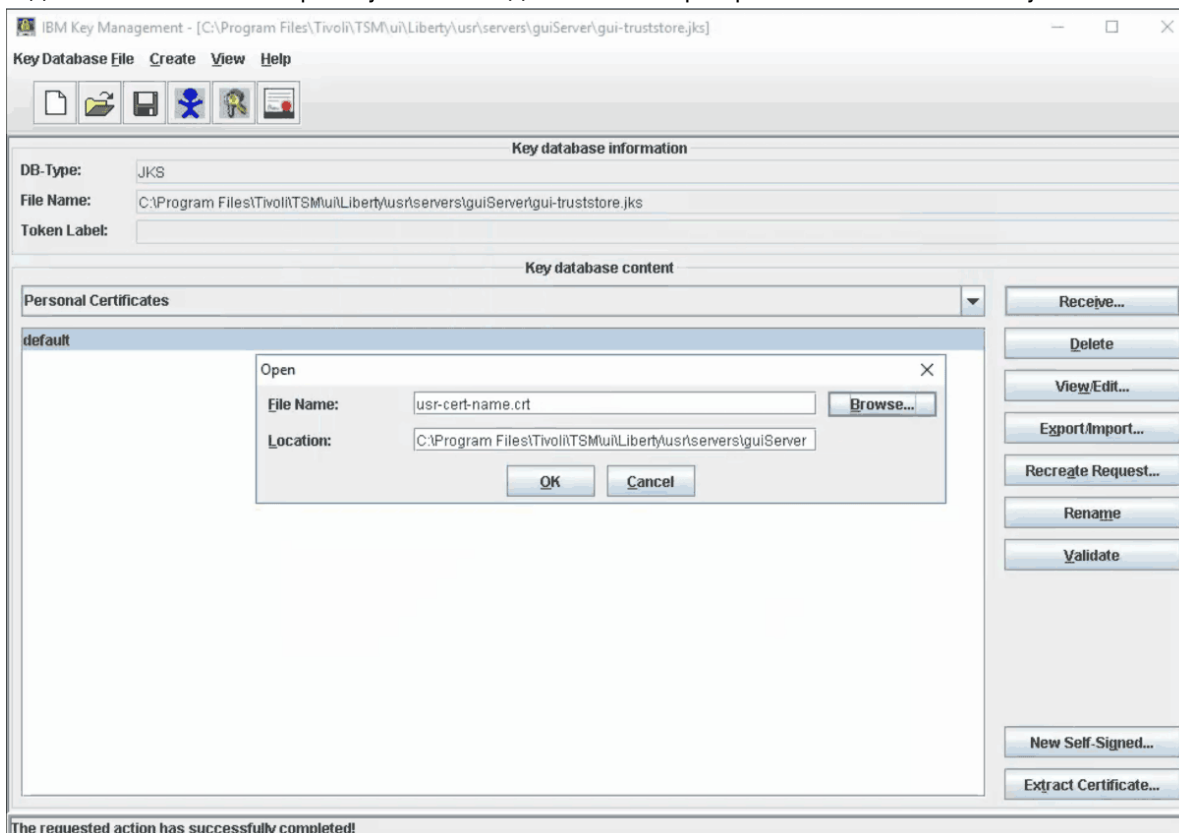 IBM Key Management - [C:\Program Files\Tivoli\TSM\ui\Liberty\usr\servers\guiServer\gui-truststore.jks]
Key Database File Create View Help
Key database information
DB-Type: JKS
File Name: C:\Program Files\Tivoli\TSM\ui\Liberty\usr\servers\guiServer\gui-truststore.jks
Token Label:
Key database content
Personal Certificates
Receive...
default
Delete
View/Edit...
Export/Import...
Recreate Request...
Rename
Validate
New Self-Signed...
Extract Certificate...
Open
File Name: usr-cert-name.crt Browse...
Location: C:\Program Files\Tivoli\TSM\ui\Liberty\usr\servers\guiServer
OK Cancel
The requested action has successfully completed!